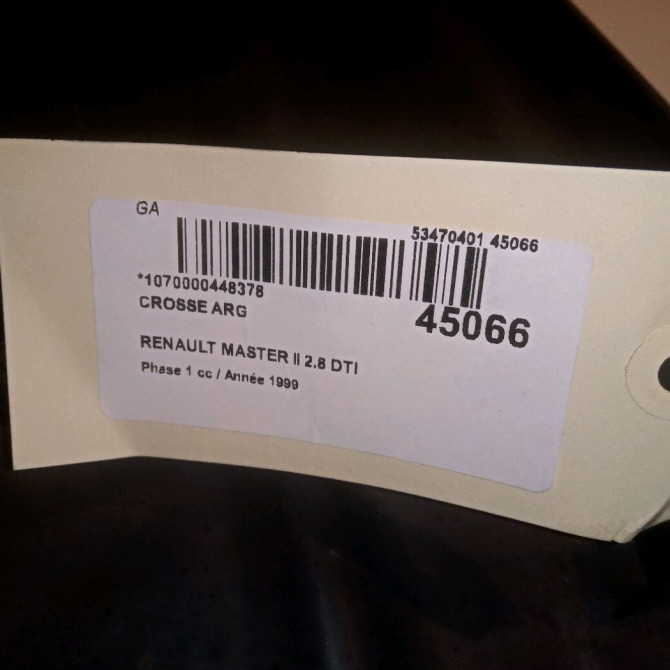 GA
53470401 45066
*1070000448378
CROSSE ARG
45066
RENAULT MASTER II 2.8 DTI
Phase 1 cc / Année 1999